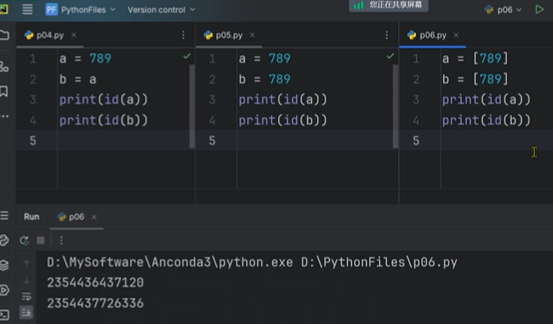 PF PythonFiles Version control 您正在共享屏幕 p06
p04.py p05.py p06.py
1 a = 789
2 b = a
3 print(id(a))
4 print(id(b))
5
1 a = 789
2 b = 789
3 print(id(a))
4 print(id(b))
5
1 a = [789]
2 b = [789]
3 print(id(a))
4 print(id(b))
5
Run p06
D:\MySoftware\Anconda3\python.exe D:\PythonFiles\p06.py
2354436437120
2354437726336